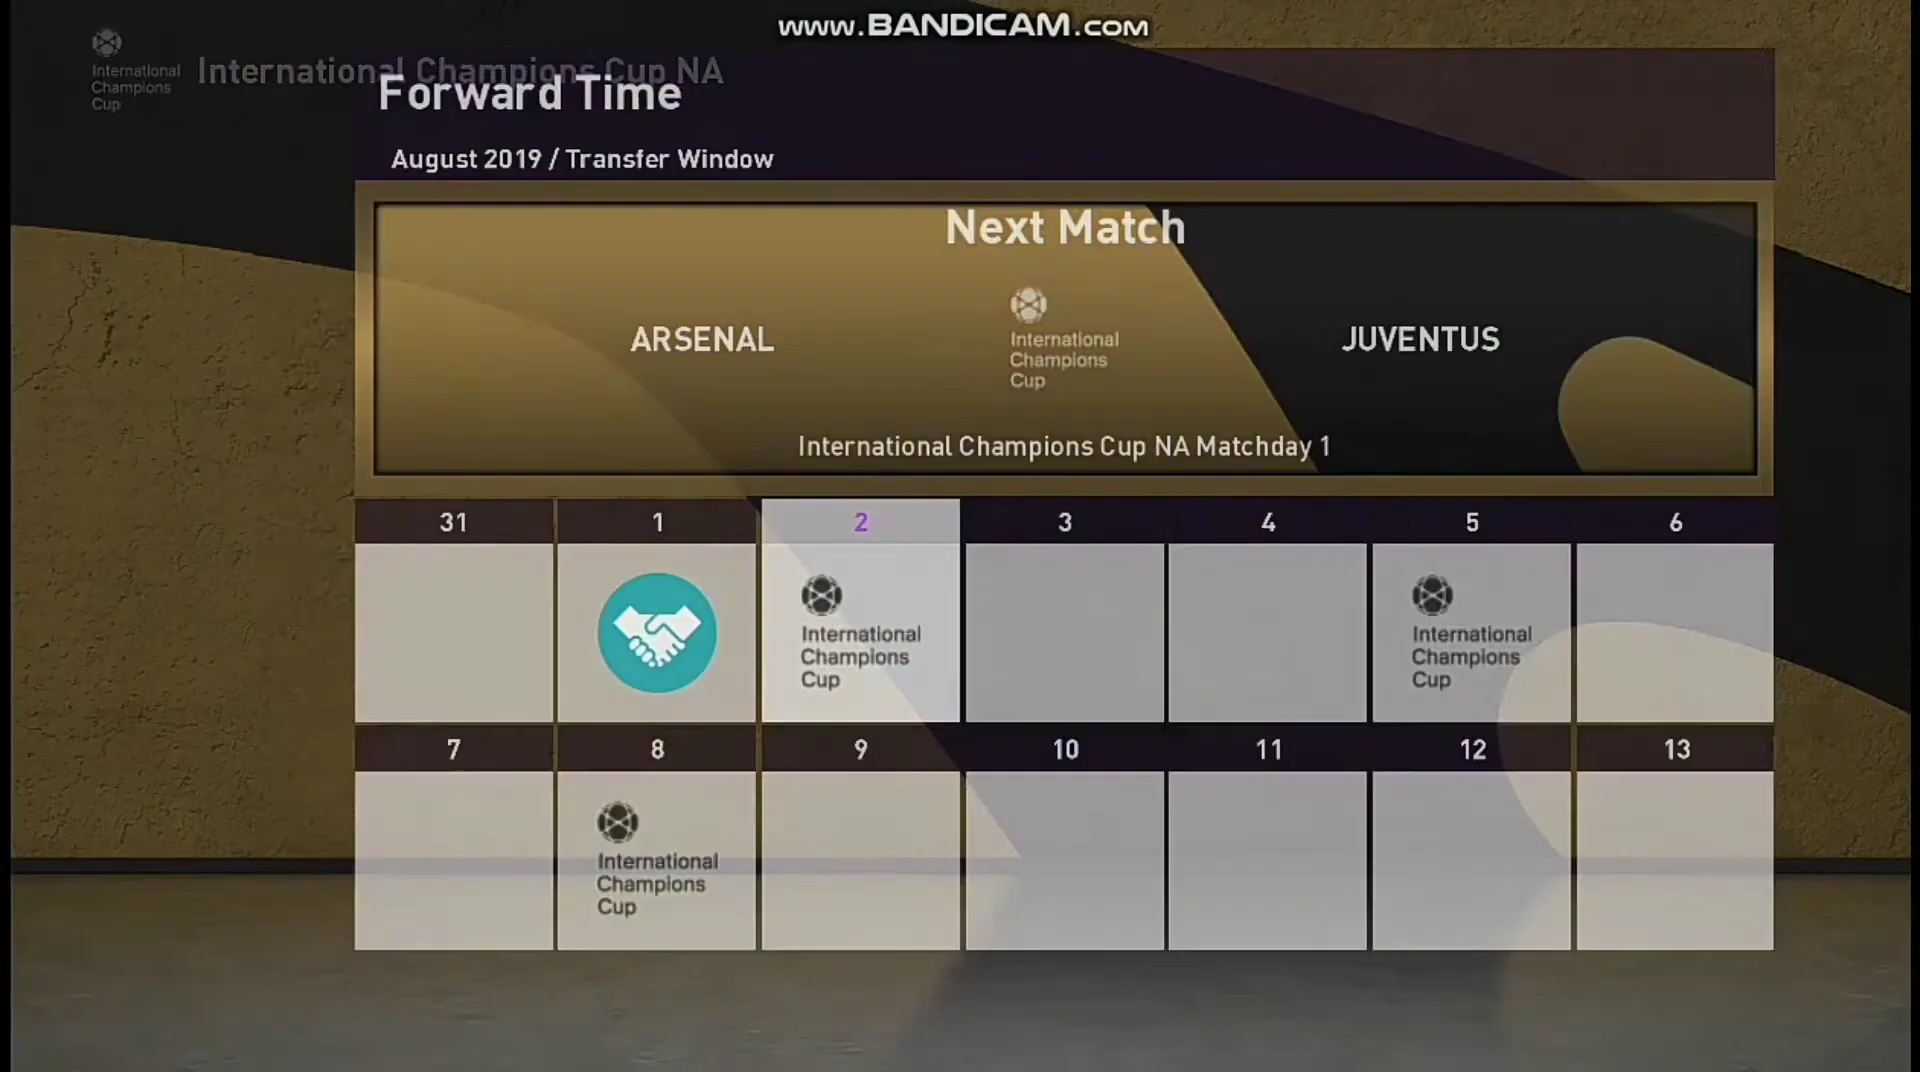 www.BANDICAM.com
International
Champions
Cup
International Champions Cup NA
Forward Time
August 2019 / Transfer Window
Next Match
ARSENAL
International
Champions
Cup
JUVENTUS
International Champions Cup NA Matchday 1
31 1 2 3 4 5 6
International
Champions
Cup
International
Champions
Cup
7 8 9 10 11 12 13
International
Champions
Cup